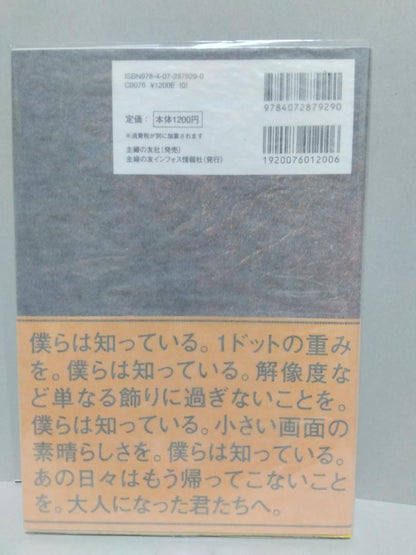 ISBN978-4-07-287929-0
C0076 ¥1200E (0)
9784072879290
定価： 本体1200円
※消費税が別に加算されます
主婦の友社(発売)
主婦の友インフォス情報社(発行)
1920076012006
僕らは知っている。1ドットの重み
を。僕らは知っている。解像度な
ど単なる飾りに過ぎないことを。
僕らは知っている。小さい画面の
素晴らしさを。僕らは知っている。
あの日々はもう帰ってこないこと
を。大人になった君たちへ。